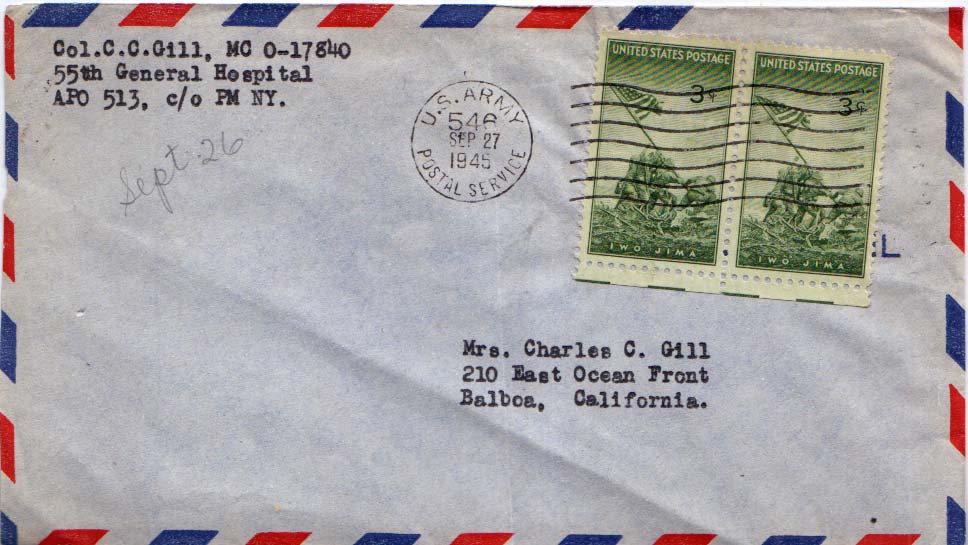 Col.C.C.Gill, MC O-17840
55th General Hospital
APO 513, c/o PM NY.
Sept 26
U.S. ARMY
546
SEP 27
1945
POSTAL SERVICE
UNITED STATES POSTAGE
3¢
IWO JIMA
UNITED STATES POSTAGE
3¢
IWO JIMA
IL
Mrs. Charles C. Gill
210 East Ocean Front
Balboa, California.